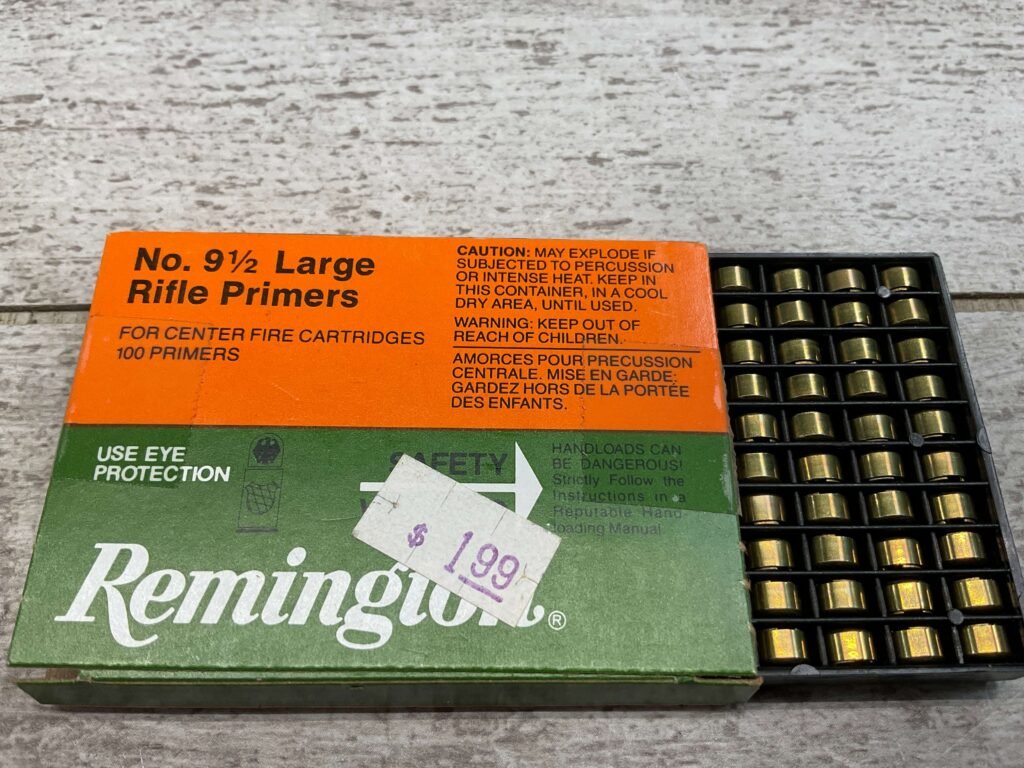 No. 9½ Large
Rifle Primers
FOR CENTER FIRE CARTRIDGES
100 PRIMERS
CAUTION: MAY EXPLODE IF
SUBJECTED TO PERCUSSION
OR INTENSE HEAT. KEEP IN
THIS CONTAINER, IN A COOL
DRY AREA, UNTIL USED.
WARNING: KEEP OUT OF
REACH OF CHILDREN.
AMORCES POUR PRECUSSION
CENTRALE. MISE EN GARDE:
GARDEZ HORS DE LA PORTÉE
DES ENFANTS.
USE EYE
PROTECTION
SAFETY
HANDLOADS CAN
BE DANGEROUS!
Strictly Follow the
Instructions in a
Reputable Hand-
loading Manual
$ 199
Remington®